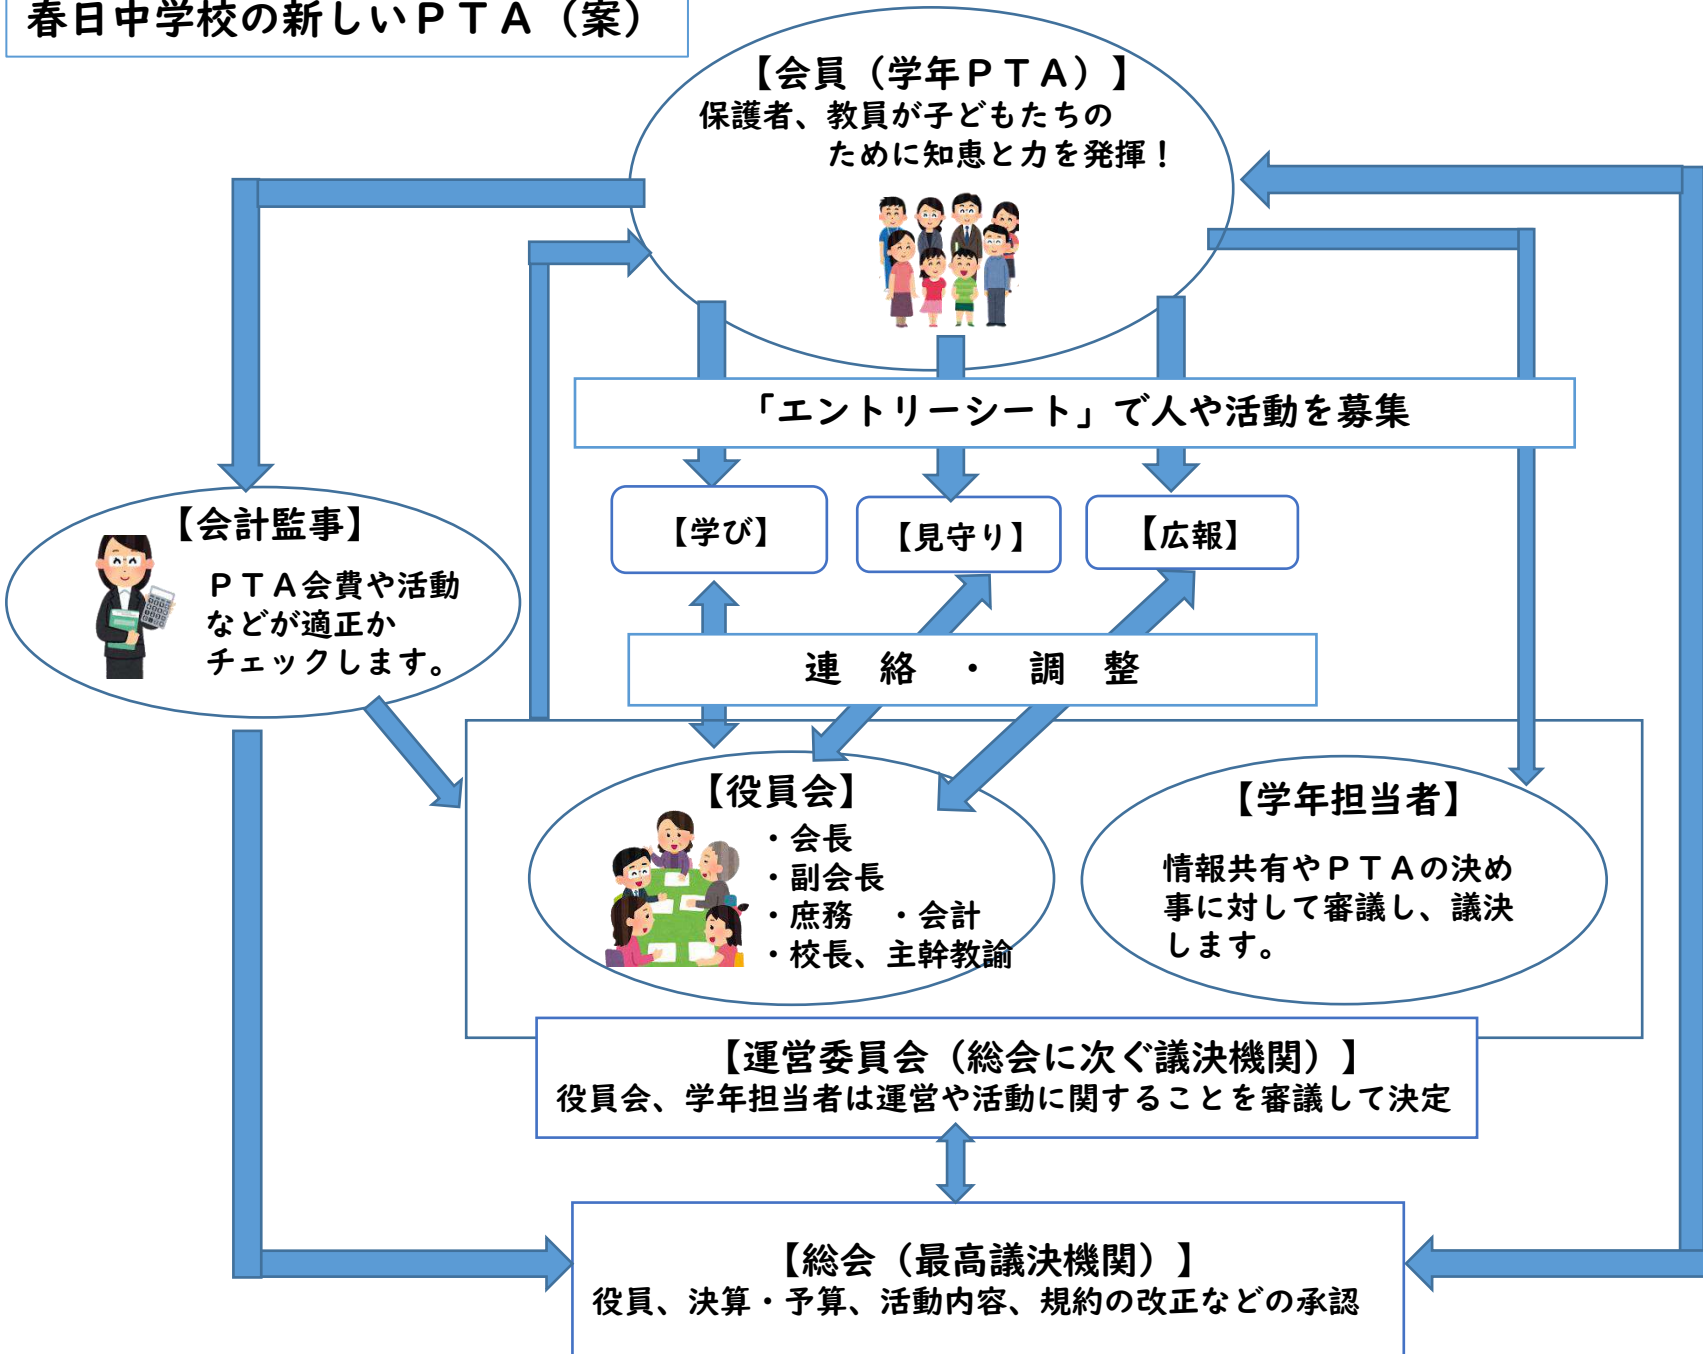 春日中学校の新しいＰＴＡ（案）
【会員（学年ＰＴＡ）】
保護者、教員が子どもたちの
ために知恵と力を発揮！
「エントリーシート」で人や活動を募集
【学び】
【見守り】
【広報】
【会計監事】
ＰＴＡ会費や活動
などが適正か
チェックします。
連　絡　・　調　整
【役員会】
・会長
・副会長
・庶務　・会計
・校長、主幹教諭
【学年担当者】
情報共有やＰＴＡの決め
事に対して審議し、議決
します。
【運営委員会（総会に次ぐ議決機関）】
役員会、学年担当者は運営や活動に関することを審議して決定
【総会（最高議決機関）】
役員、決算・予算、活動内容、規約の改正などの承認